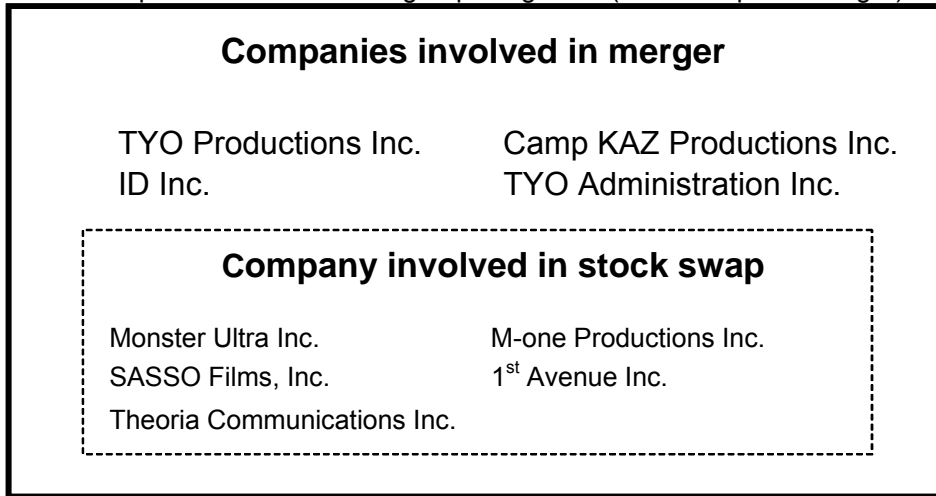 Companies involved in merger
TYO Productions Inc. Camp KAZ Productions Inc.
ID Inc. TYO Administration Inc.
Company involved in stock swap
Monster Ultra Inc. M-one Productions Inc.
SASSO Films, Inc. 1st Avenue Inc.
Theoria Communications Inc.